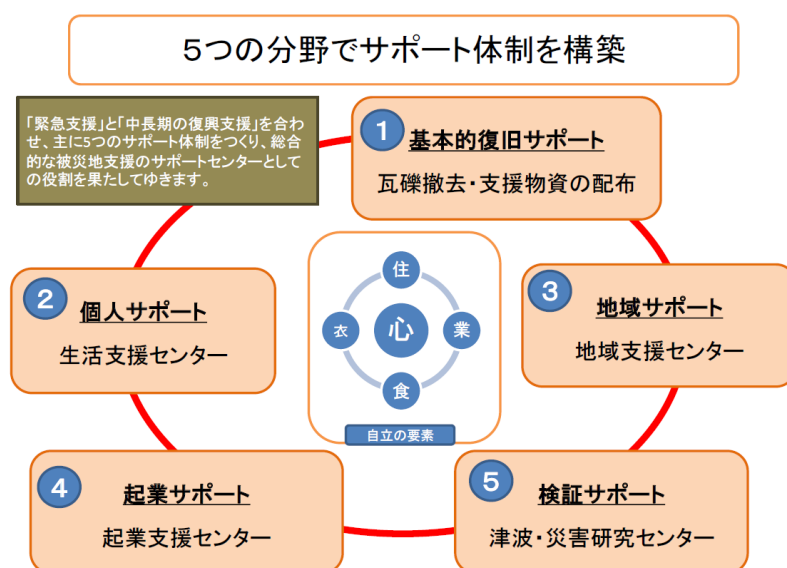 5つの分野でサポート体制を構築
「緊急支援」と「中長期の復興支援」を合わ
せ、主に5つのサポート体制をつくり、総合
的な被災地支援のサポートセンターとして
の役割を果たしてゆきます。
1
基本的復旧サポート
瓦礫撤去・支援物資の配布
2
個人サポート
生活支援センター
住
衣
心
業
食
自立の要素
3
地域サポート
地域支援センター
4
起業サポート
起業支援センター
5
検証サポート
津波・災害研究センター